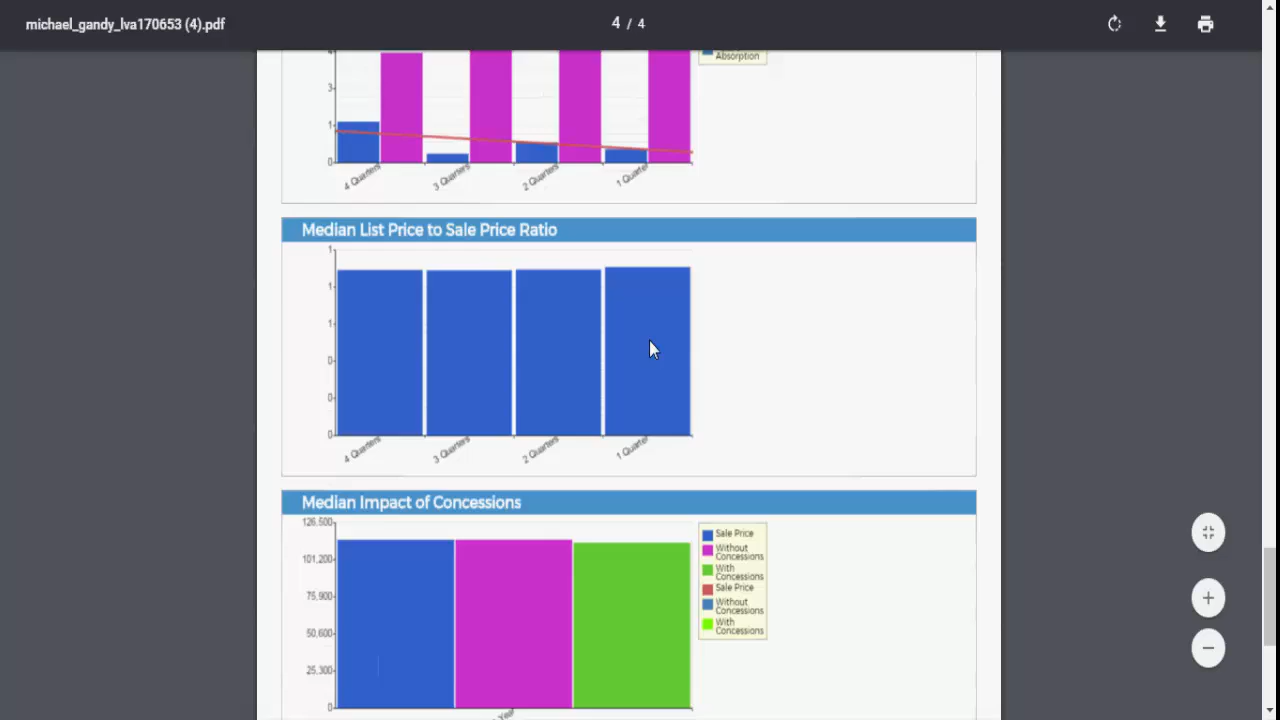 michael_gandy_lva170653 (4).pdf
4 / 4
Absorption
3
1
0
4 Quarters
3 Quarters
2 Quarters
1 Quarter
Median List Price to Sale Price Ratio
1
1
1
0
0
0
4 Quarters
3 Quarters
2 Quarters
1 Quarter
Median Impact of Concessions
126,500
101,200
75,900
50,600
25,300
0
Sale Price
Without
Concessions
With
Concessions
Sale Price
Without
Concessions
With
Concessions
Year